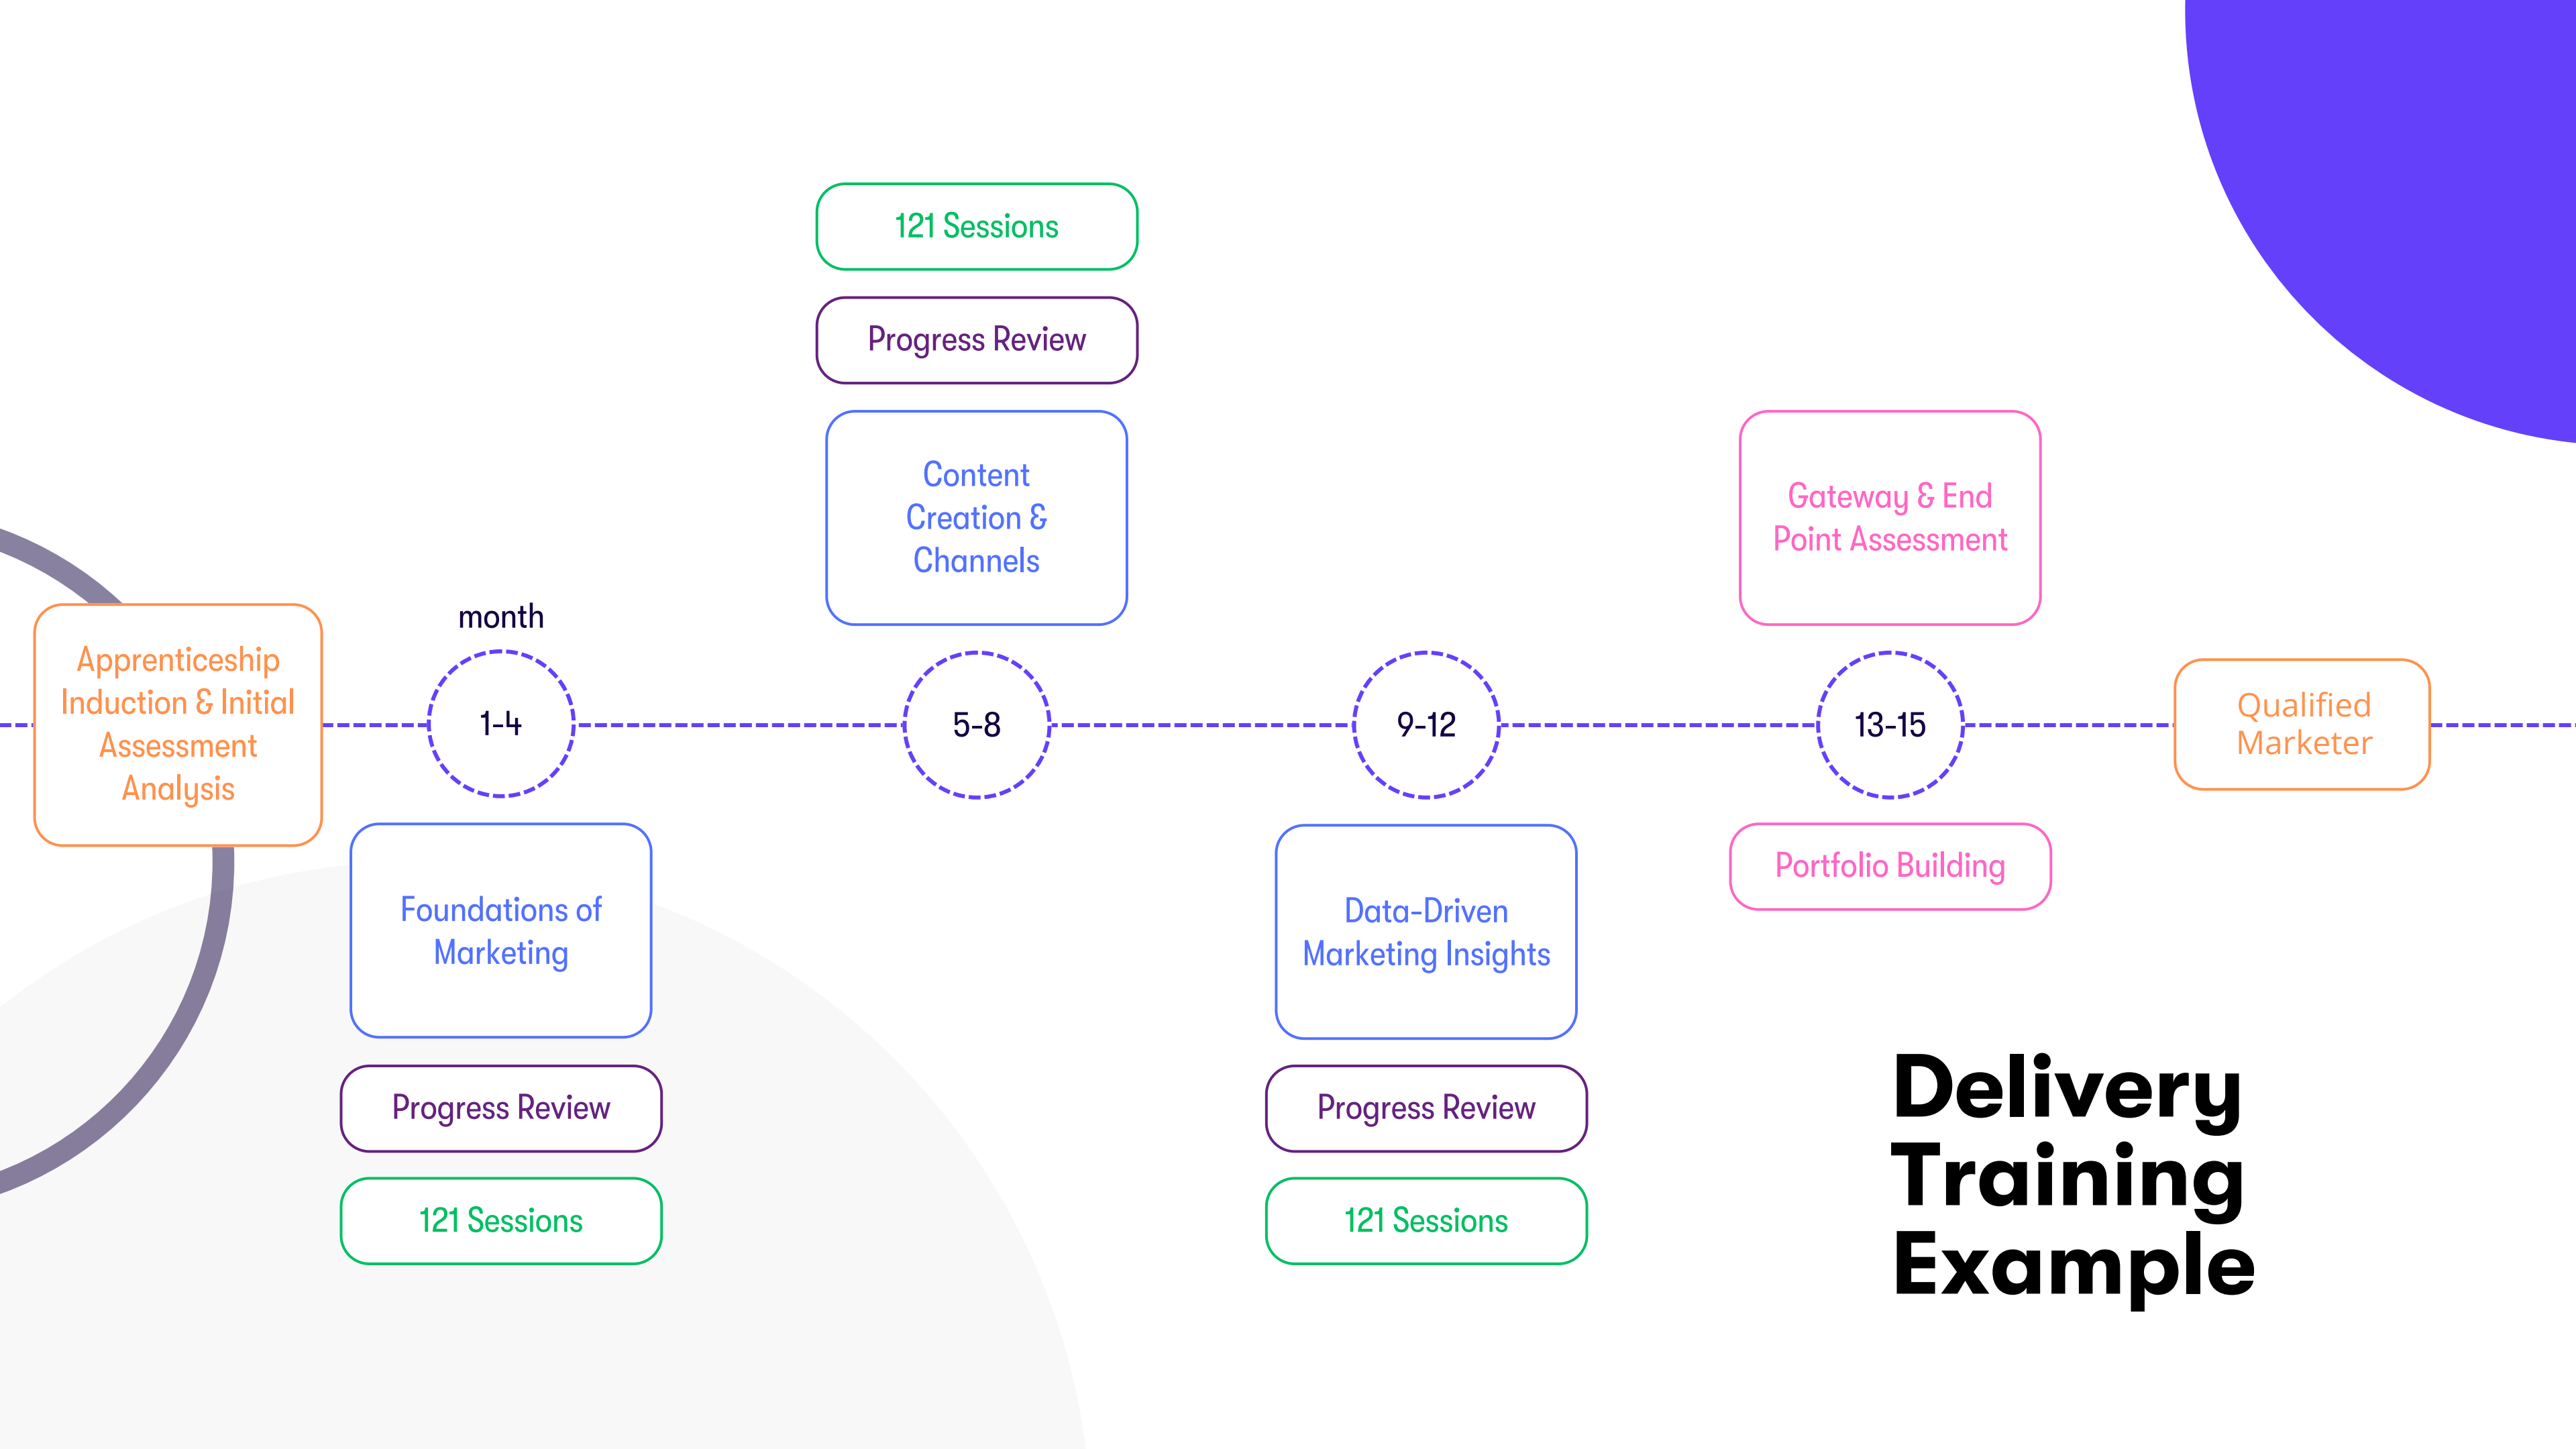 121 Sessions
Progress Review
Content
Creation &
Channels
Gateway & End
Point Assessment
Apprenticeship
Induction & Initial
Assessment
Analysis
month
1-4
5-8
9-12
13-15
Qualified
Marketer
Foundations of
Marketing
Progress Review
121 Sessions
Data-Driven
Marketing Insights
Progress Review
121 Sessions
Portfolio Building
Delivery
Training
Example